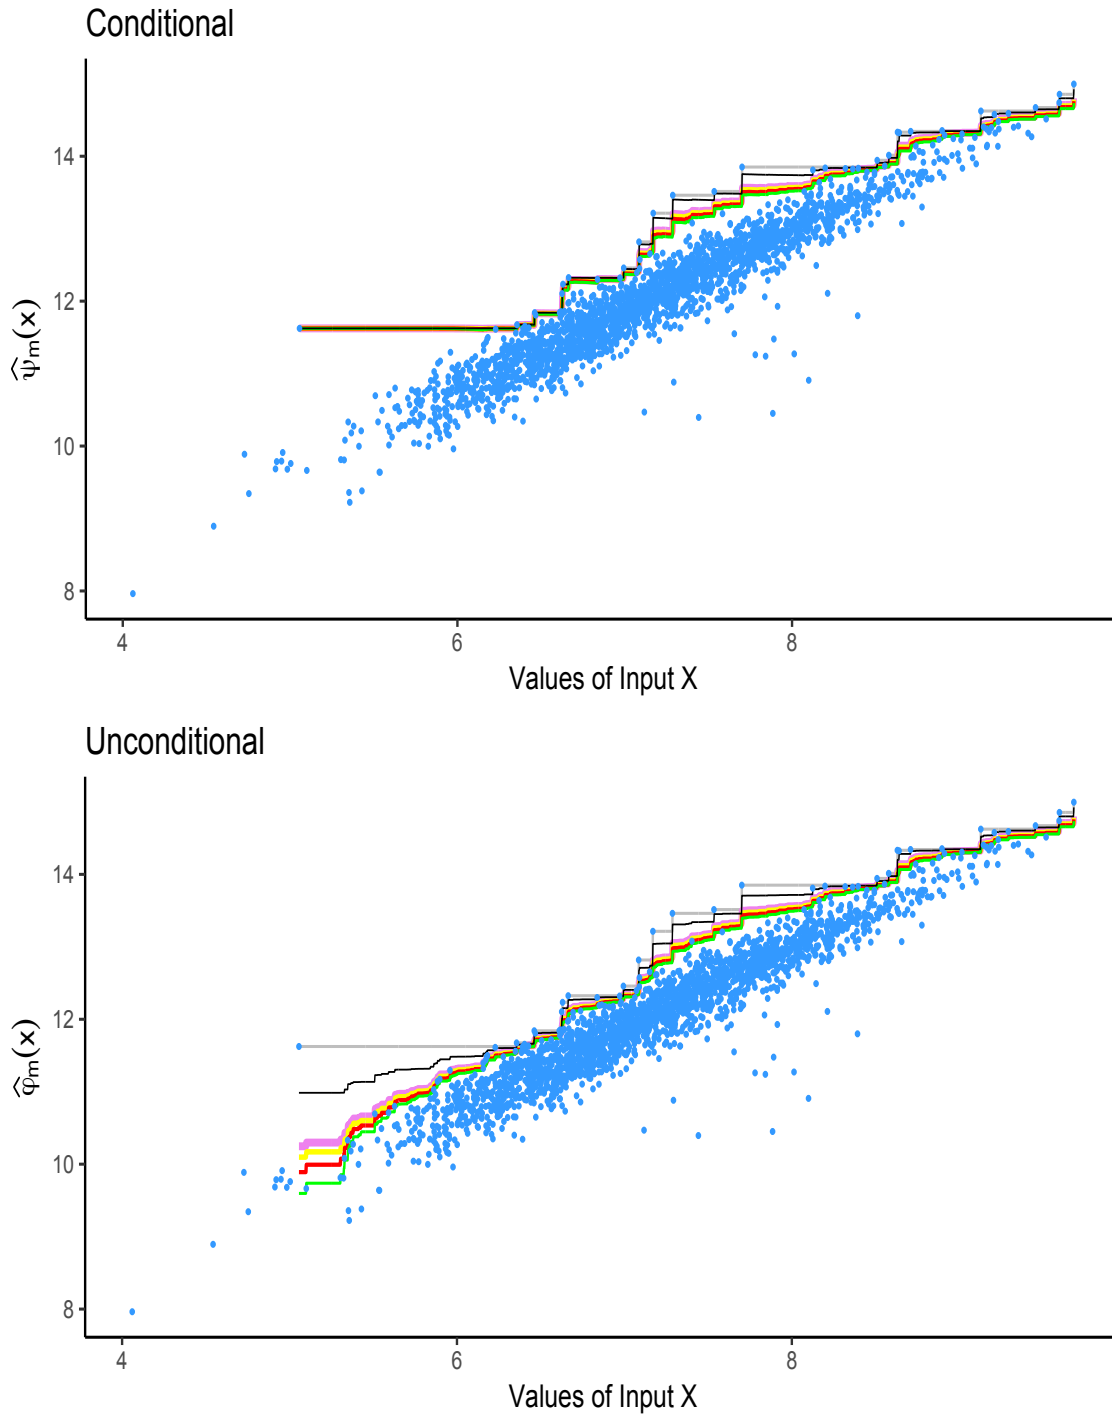 Conditional
14
12
10
8
ψ̂m(x)
4 6 8
Values of Input X
Unconditional
14
12
10
8
φ̂m(x)
4 6 8
Values of Input X